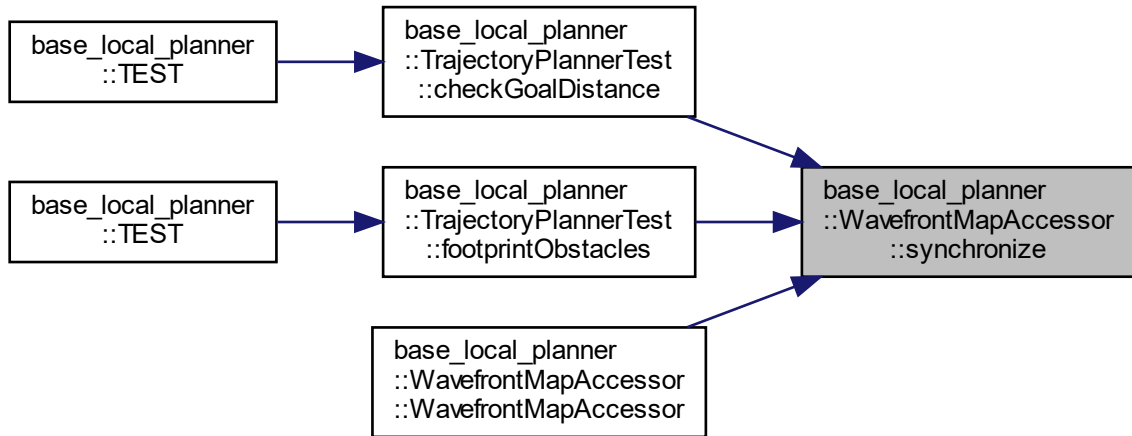 base_local_planner
::TEST
base_local_planner
::TrajectoryPlannerTest
::checkGoalDistance
base_local_planner
::TEST
base_local_planner
::TrajectoryPlannerTest
::footprintObstacles
base_local_planner
::WavefrontMapAccessor
::synchronize
base_local_planner
::WavefrontMapAccessor
::WavefrontMapAccessor